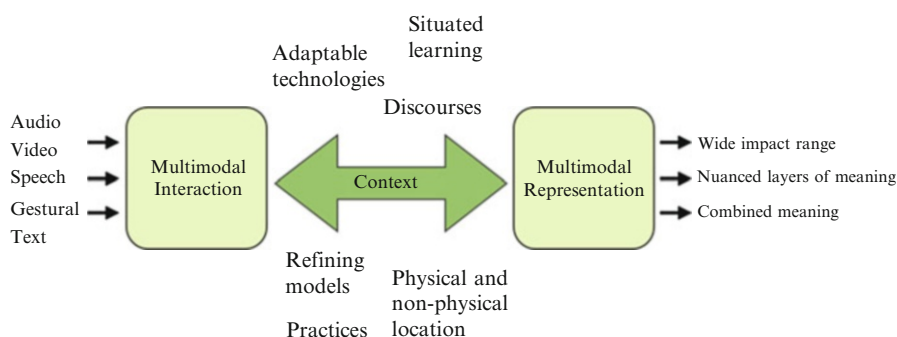 Audio
Video
Speech
Gestural
Text
Multimodal
Interaction
Adaptable
technologies
Situated
learning
Discourses
Context
Refining
models
Practices
Physical and
non-physical
location
Multimodal
Representation
Wide impact range
Nuanced layers of meaning
Combined meaning